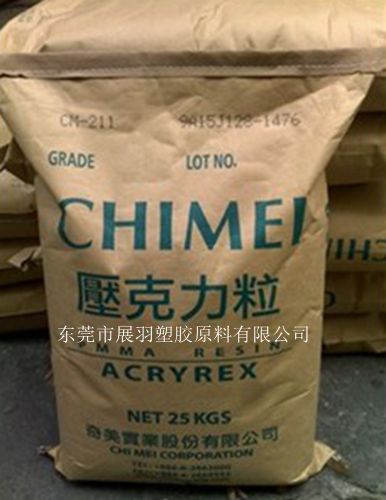 CM-211 9A15J128-1476
GRADE LOT NO.
CHIMEI
壓克力粒
东莞市展羽塑胶原料有限公司
MMA RESIN
ACRYREX
NET 25 KGS
奇美實業股份有限公司
CHI MEI CORPORATION